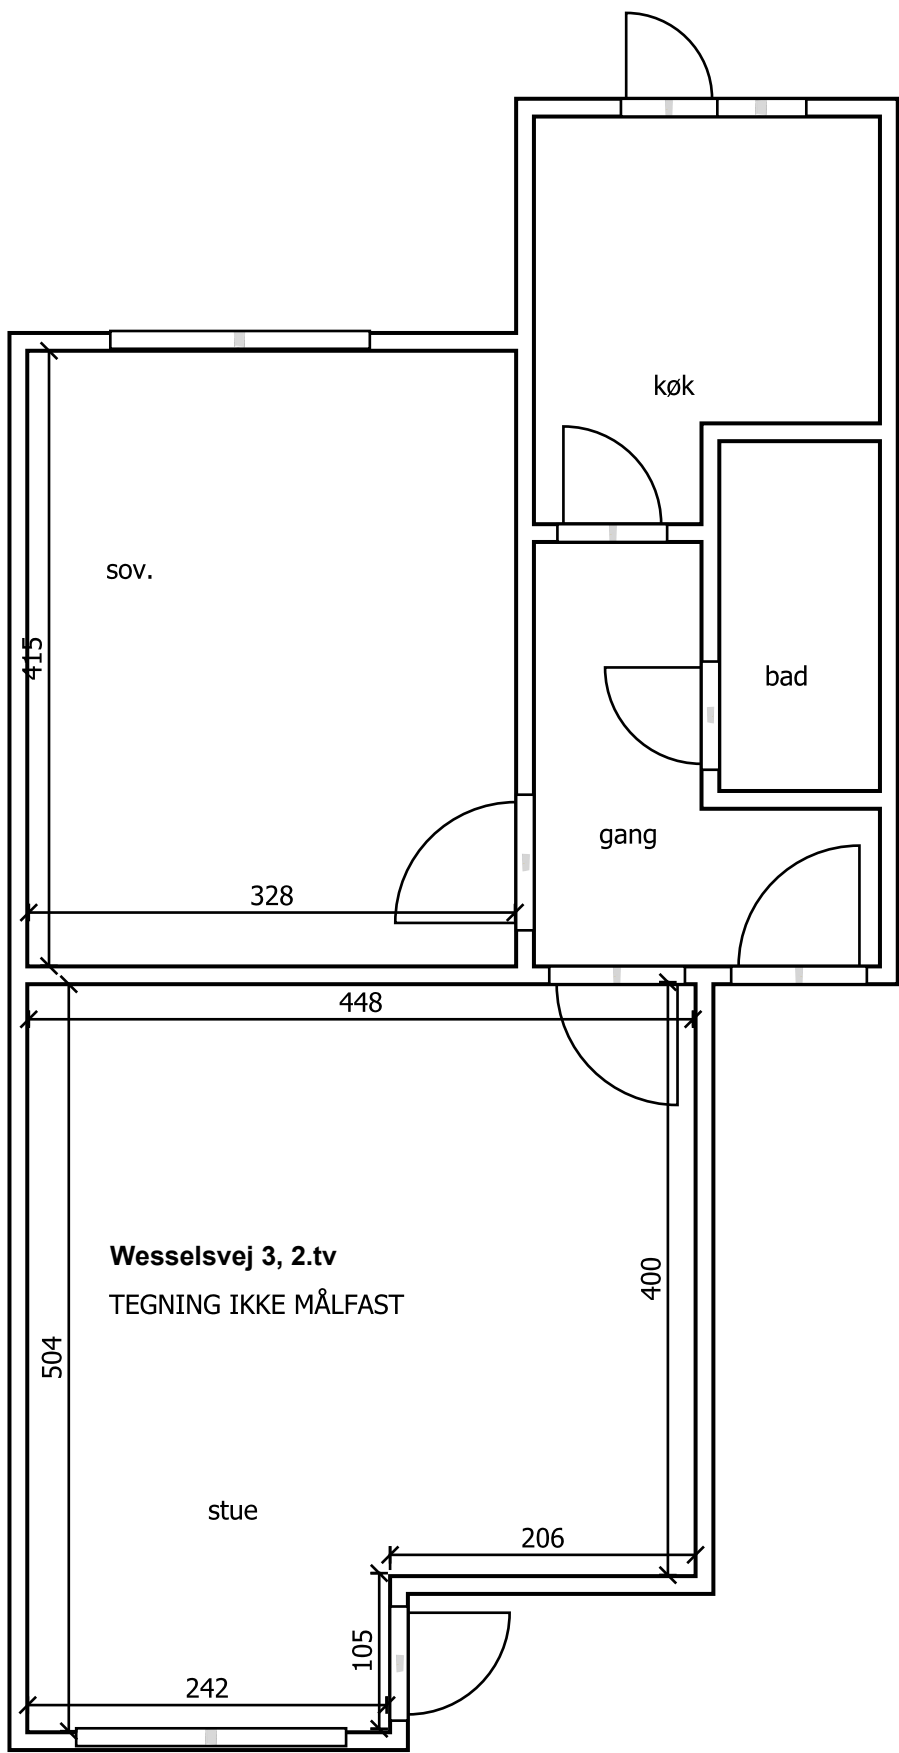 køk
sov.
415
bad
gang
328
448
Wesselsvej 3, 2.tv
TEGNING IKKE MÅLFAST
400
504
stue
206
105
242